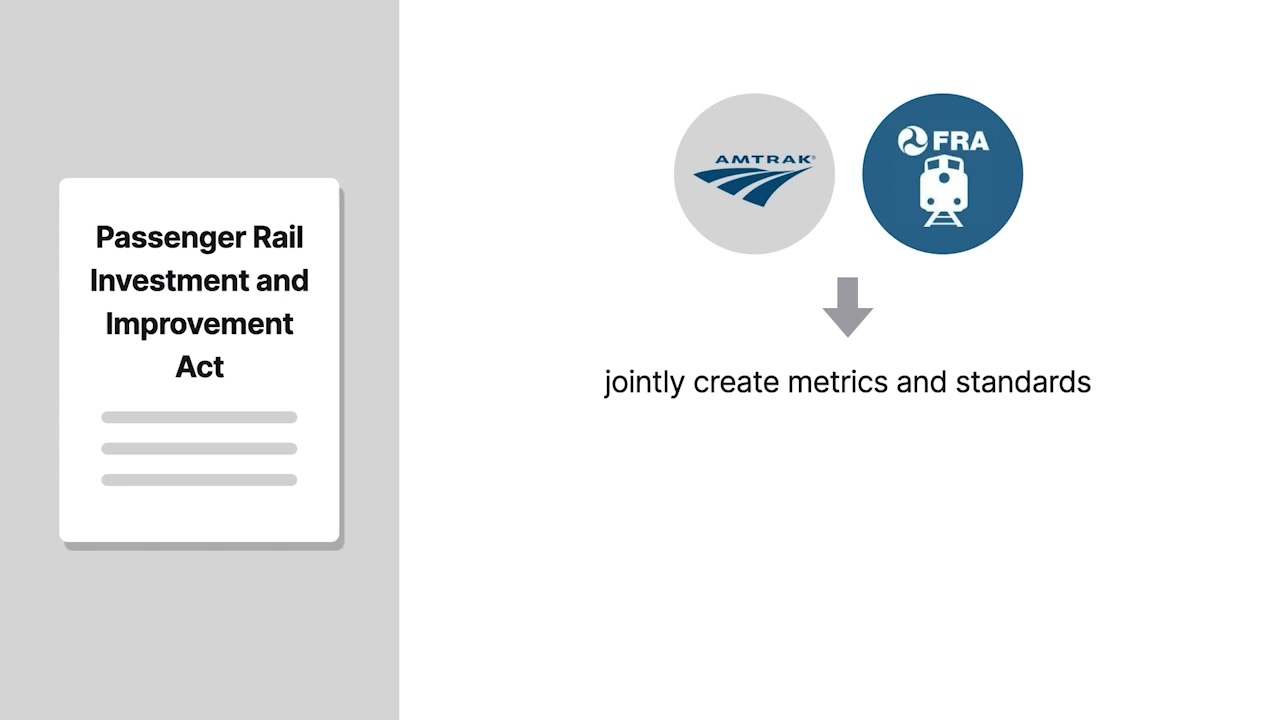 Passenger Rail
Investment and
Improvement
Act
AMTRAK®
FRA
jointly create metrics and standards